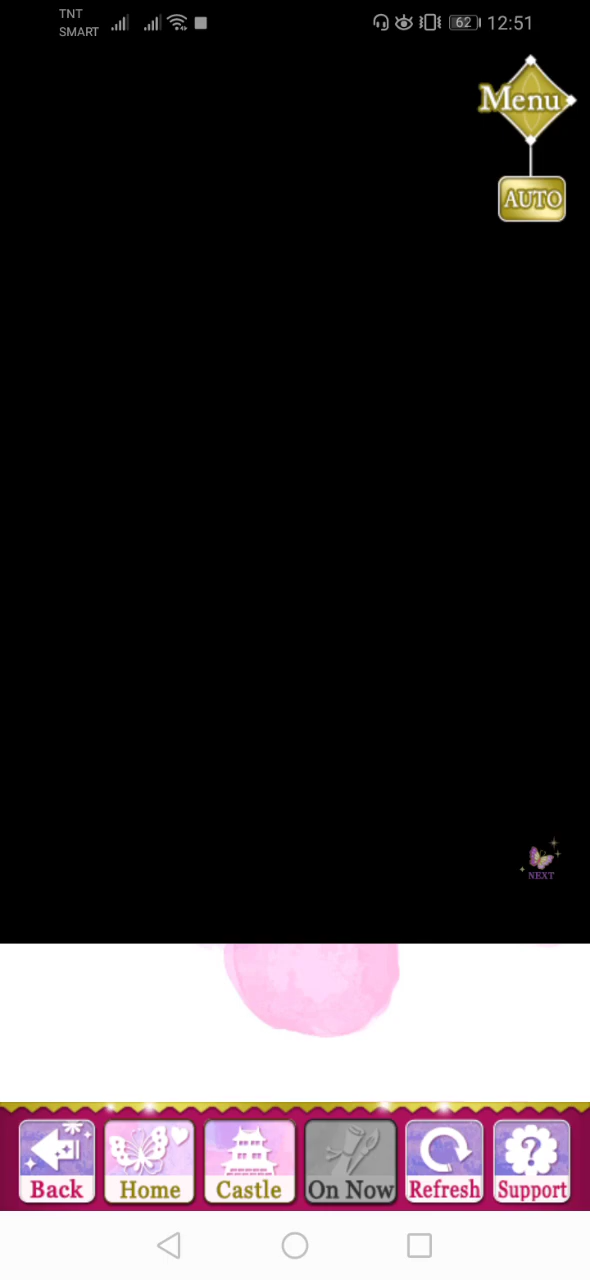 TNT
SMART
62 12:51
Menu
AUTO
NEXT
Back Home Castle On Now Refresh Support